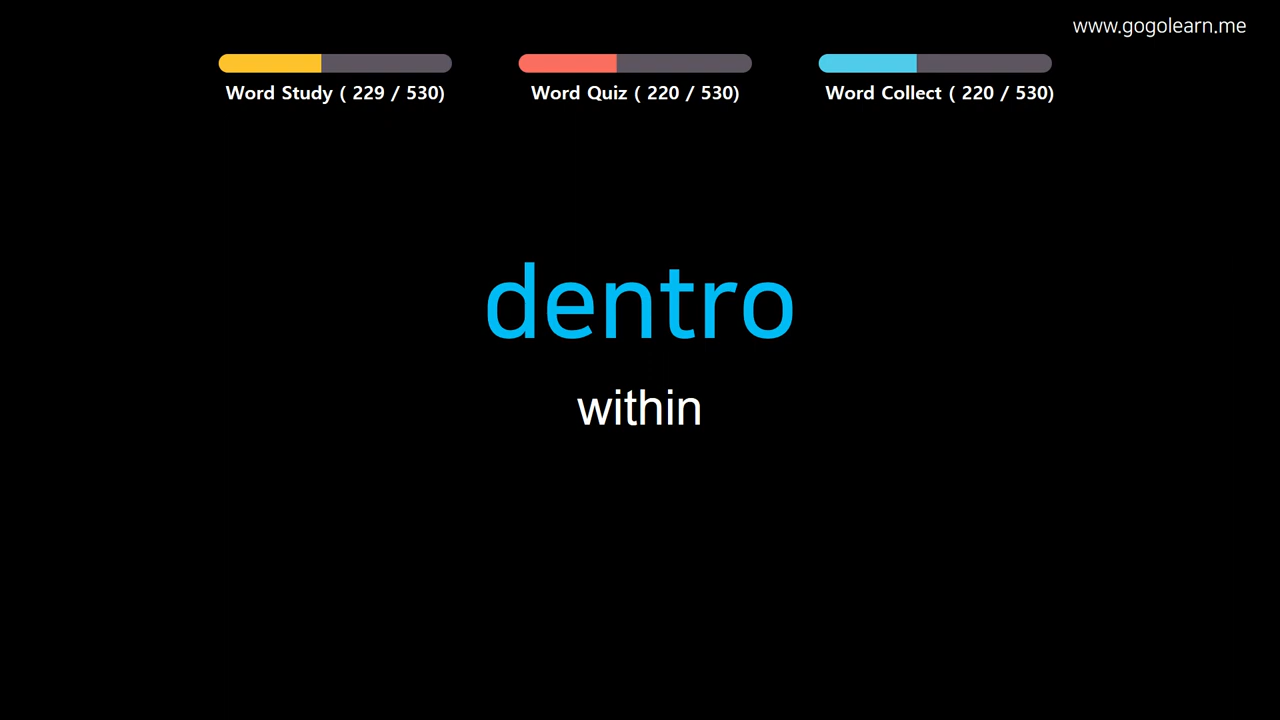 www.gogolearn.me
Word Study ( 229 / 530)
Word Quiz ( 220 / 530)
Word Collect ( 220 / 530)
dentro
within